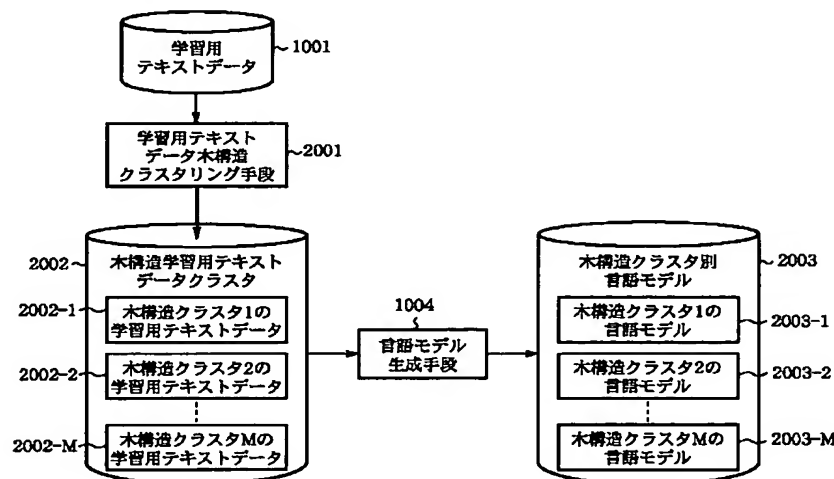 学習用
テキストデータ
1001
学習用テキスト
データ木構造
クラスタリング手段
2001
2002
木構造学習用テキスト
データクラスタ
2002-1
木構造クラスタ1の
学習用テキストデータ
2002-2
木構造クラスタ2の
学習用テキストデータ
2002-M
木構造クラスタMの
学習用テキストデータ
1004
言語モデル
生成手段
木構造クラスタ別
言語モデル
2003
木構造クラスタ1の
言語モデル
2003-1
木構造クラスタ2の
言語モデル
2003-2
木構造クラスタMの
言語モデル
2003-M